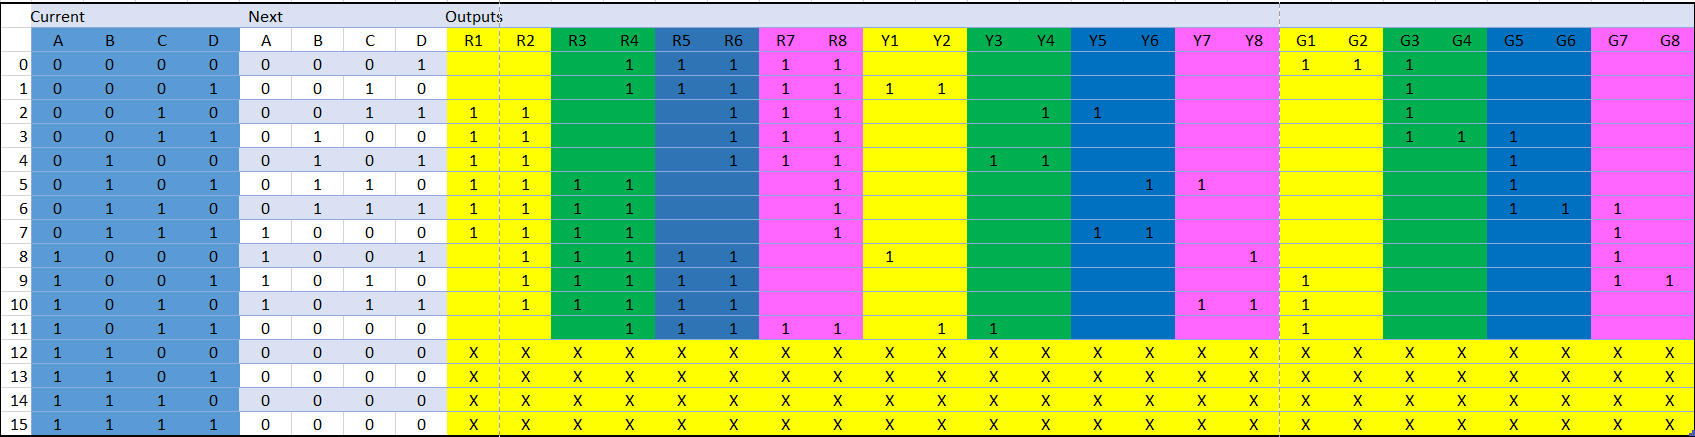 Current Next Outputs
A B C D A B C D R1 R2 R3 R4 R5 R6 R7 R8 Y1 Y2 Y3 Y4 Y5 Y6 Y7 Y8 G1 G2 G3 G4 G5 G6 G7 G8
0 0 0 0 0 0 0 0 1 1 1 1 1 1 1 1 1
1 0 0 0 1 0 0 1 0 1 1 1 1 1 1 1 1
2 0 0 1 0 0 0 1 1 1 1 1 1 1 1 1 1
3 0 0 1 1 0 1 0 0 1 1 1 1 1 1 1 1
4 0 1 0 0 0 1 0 1 1 1 1 1 1 1 1 1
5 0 1 0 1 0 1 1 0 1 1 1 1 1 1 1 1
6 0 1 1 0 0 1 1 1 1 1 1 1 1 1 1 1
7 0 1 1 1 1 0 0 0 1 1 1 1 1 1 1 1
8 1 0 0 0 1 0 0 1 1 1 1 1 1 1 1 1
9 1 0 0 1 1 0 1 0 1 1 1 1 1 1 1 1
10 1 0 1 0 1 0 1 1 1 1 1 1 1 1 1 1
11 1 0 1 1 0 0 0 0 1 1 1 1 1 1 1 1
12 1 1 0 0 0 0 0 0 X X X X X X X X X X X X X X X X X X X X X X X X
13 1 1 0 1 0 0 0 0 X X X X X X X X X X X X X X X X X X X X X X X X
14 1 1 1 0 0 0 0 0 X X X X X X X X X X X X X X X X X X X X X X X X
15 1 1 1 1 0 0 0 0 X X X X X X X X X X X X X X X X X X X X X X X X